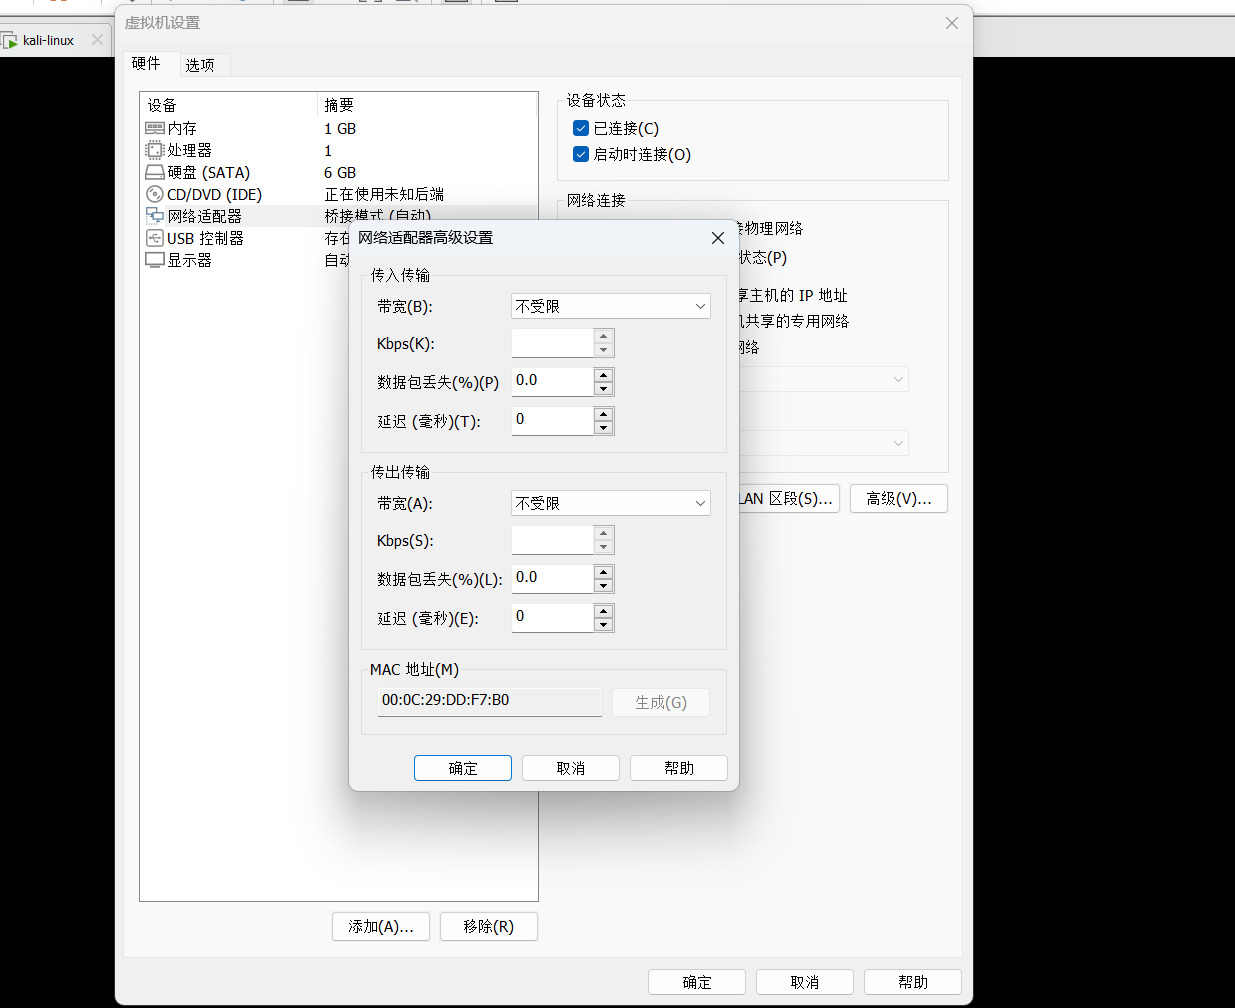 kali-linux
虚拟机设置
硬件
选项
设备 摘要
内存 1 GB
处理器 1
硬盘 (SATA) 6 GB
CD/DVD (IDE) 正在使用未知后端
网络适配器 桥接模式 (自动)
USB 控制器 存在
显示器 自动
添加(A)...
移除(R)
设备状态
已连接(C)
启动时连接(O)
网络连接
物理网络
状态(P)
享主机的 IP 地址
共享的专用网络
网络
LAN 区段(S)...
高级(V)...
网络适配器高级设置
传入传输
带宽(B): 不受限
Kbps(K):
数据包丢失(%)(P) 0.0
延迟 (毫秒)(T): 0
传出传输
带宽(A): 不受限
Kbps(S):
数据包丢失(%)(L): 0.0
延迟 (毫秒)(E): 0
MAC 地址(M)
00:0C:29:DD:F7:B0
生成(G)
确定
取消
帮助
确定
取消
帮助